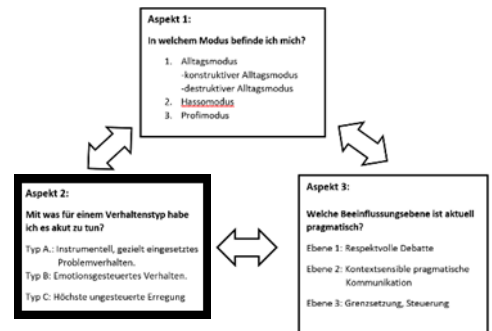 Aspekt 1:
In welchem Modus befinde ich mich?
1. Alltagsmodus
-konstruktiver Alltagsmodus
-destruktiver Alltagsmodus
2. Hassomodus
3. Profimodus
Aspekt 2:
Mit was für einem Verhaltenstyp habe
ich es akut zu tun?
Typ A.: Instrumentell, gezielt eingesetztes
Problemverhalten.
Typ B: Emotionsgesteuertes Verhalten.
Typ C: Höchste ungesteuerte Erregung
Aspekt 3:
Welche Beeinflussungsebene ist aktuell
pragmatisch?
Ebene 1: Respektvolle Debatte
Ebene 2: Kontextsensible pragmatische
Kommunikation
Ebene 3: Grenzsetzung, Steuerung